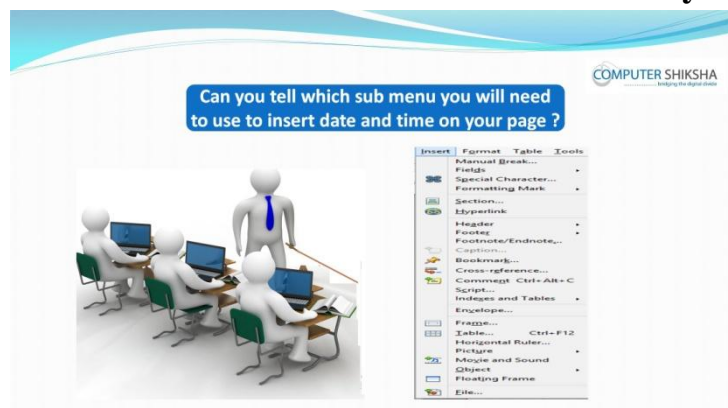 y
COMPUTER SHIKSHA
bridging the digital divide
Can you tell which sub menu you will need
to use to insert date and time on your page ?
Insert Format Table Tools
Manual Break...
Fields
Special Character...
Formatting Mark
Section...
Hyperlink
Header
Footer
Footnote/Endnote...
Caption...
Bookmark...
Cross-reference...
Comment Ctrl+Alt+C
Script...
Indexes and Tables
Envelope...
Frame...
Table... Ctrl+F12
Horizontal Ruler...
Picture
Movie and Sound
Object
Floating Frame
File...